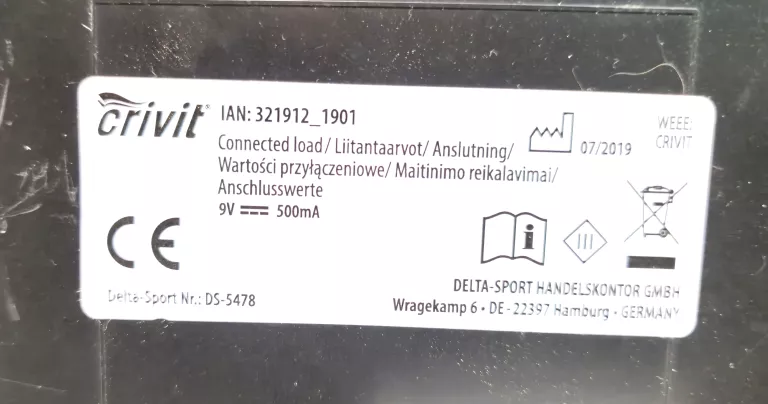 crivit®
IAN: 321912_1901
Connected load/ Liitantaarvot/ Anslutning/
Wartości przyłączeniowe/ Maitinimo reikalavimai/
Anschlusswerte
9V 500mA
07/2019
WEEE:
CRIVIT
CE
i
III
Delta-Sport Nr.: DS-5478
DELTA-SPORT HANDELSKONTOR GMBH
Wragekamp 6 • DE - 22397 Hamburg • GERMANY